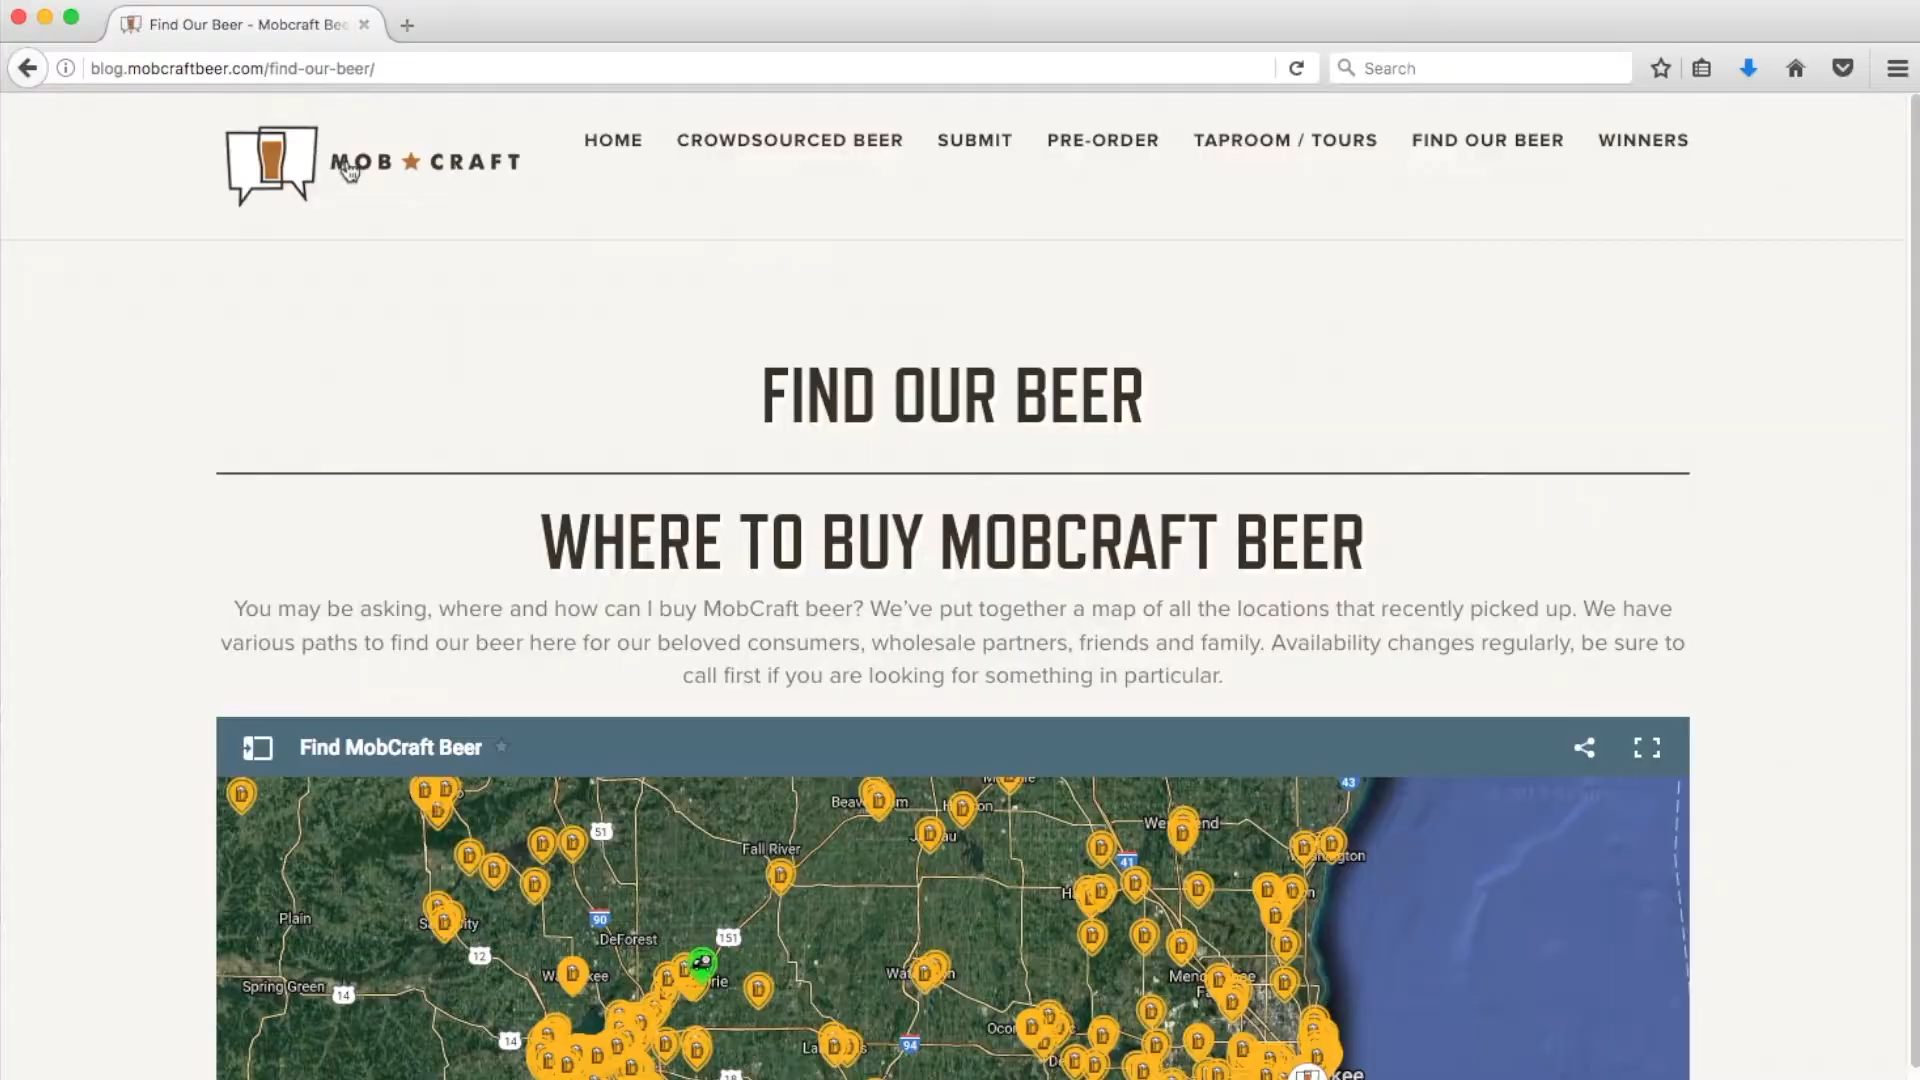 Find Our Beer - Mobcraft Bee
blog.mobcraftbeer.com/find-our-beer/
Search
MOB CRAFT
HOME CROWDSOURCED BEER SUBMIT PRE-ORDER TAPROOM / TOURS FIND OUR BEER WINNERS
FIND OUR BEER
WHERE TO BUY MOBCRAFT BEER
You may be asking, where and how can I buy MobCraft beer? We've put together a map of all the locations that recently picked up. We have
various paths to find our beer here for our beloved consumers, wholesale partners, friends and family. Availability changes regularly, be sure to
call first if you are looking for something in particular.
Find MobCraft Beer
43
51
Fall River
41
Plain
90
DeForest
151
12
Spring Green
14
14
94
18